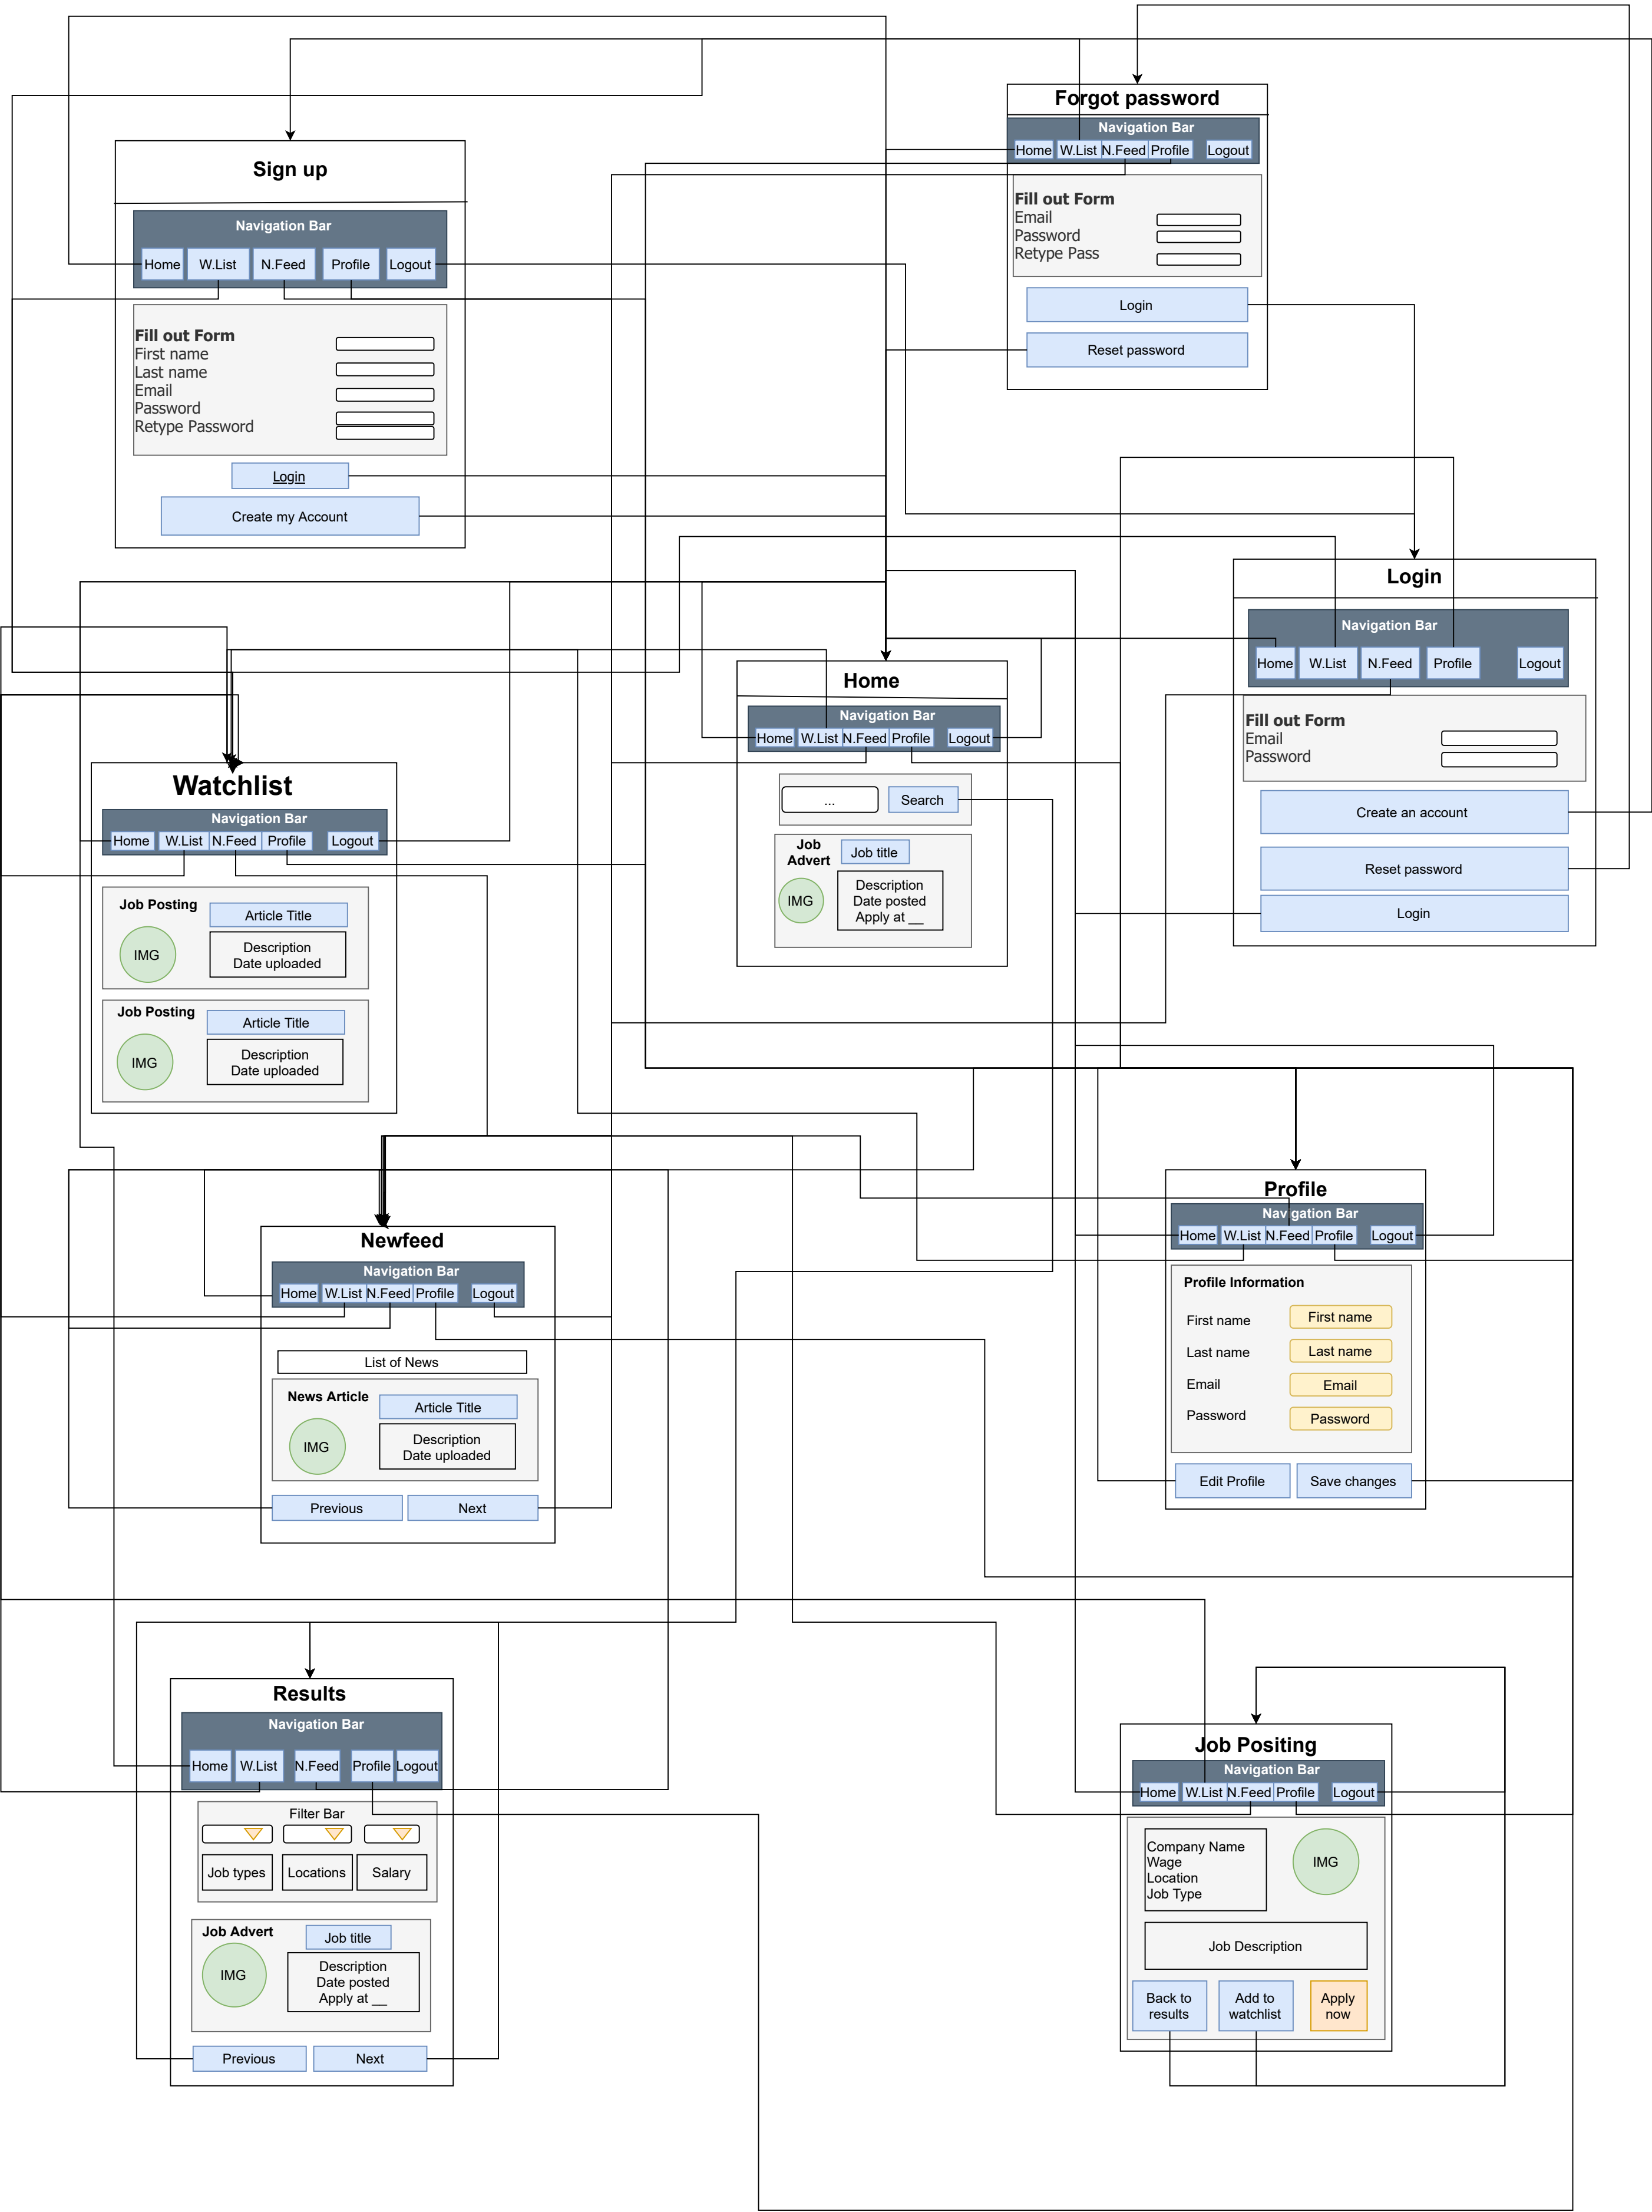 Forgot password
Navigation Bar
Home W.List N.Feed Profile Logout
Fill out Form
Email
Password
Retype Pass
Login
Reset password
Sign up
Navigation Bar
Home W.List N.Feed Profile Logout
Fill out Form
First name
Last name
Email
Password
Retype Password
Login
Create my Account
Login
Navigation Bar
Home W.List N.Feed Profile Logout
Fill out Form
Email
Password
Create an account
Reset password
Login
Home
Navigation Bar
Home W.List N.Feed Profile Logout
... Search
Job
Advert
Job title
IMG
Description
Date posted
Apply at __
Watchlist
Navigation Bar
Home W.List N.Feed Profile Logout
Job Posting
Article Title
IMG
Description
Date uploaded
Job Posting
Article Title
IMG
Description
Date uploaded
Profile
Navigation Bar
Home W.List N.Feed Profile Logout
Profile Information
First name First name
Last name Last name
Email Email
Password Password
Edit Profile Save changes
Newfeed
Navigation Bar
Home W.List N.Feed Profile Logout
List of News
News Article
Article Title
IMG
Description
Date uploaded
Previous Next
Results
Navigation Bar
Home W.List N.Feed Profile Logout
Filter Bar
Job types Locations Salary
Job Advert
Job title
IMG
Description
Date posted
Apply at __
Previous Next
Job Positing
Navigation Bar
Home W.List N.Feed Profile Logout
Company Name
Wage
Location
Job Type
IMG
Job Description
Back to
results
Add to
watchlist
Apply
now